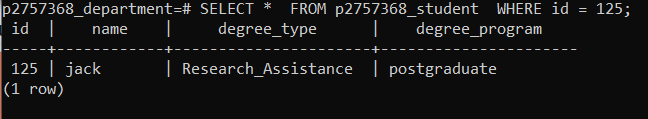 p2757368_department=# SELECT *  FROM p2757368_student  WHERE id = 125;
 id  |    name    |     degree_type      |    degree_program
-----+------------+----------------------+----------------------
 125 | jack       | Research_Assistance  | postgraduate
(1 row)